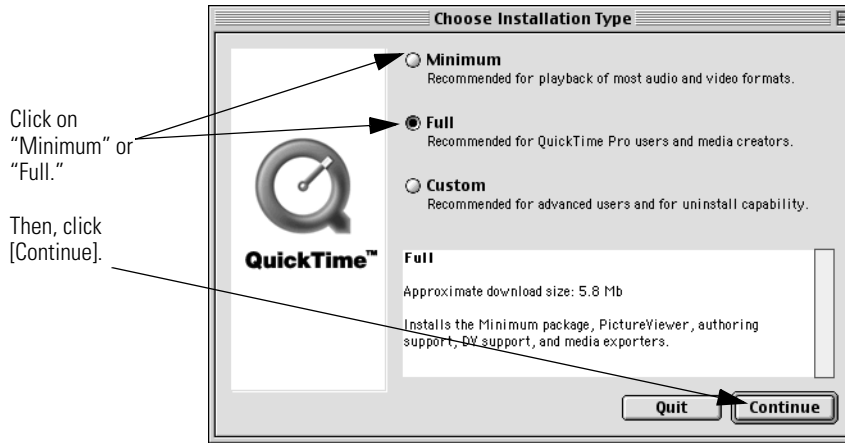 Choose Installation Type
Click on
“Minimum” or
“Full.”
Then, click
[Continue].
QuickTime™
Minimum
Recommended for playback of most audio and video formats.
Full
Recommended for QuickTime Pro users and media creators.
Custom
Recommended for advanced users and for uninstall capability.
Full
Approximate download size: 5.8 Mb
Installs the Minimum package, PictureViewer, authoring
support, DV support, and media exporters.
Quit
Continue